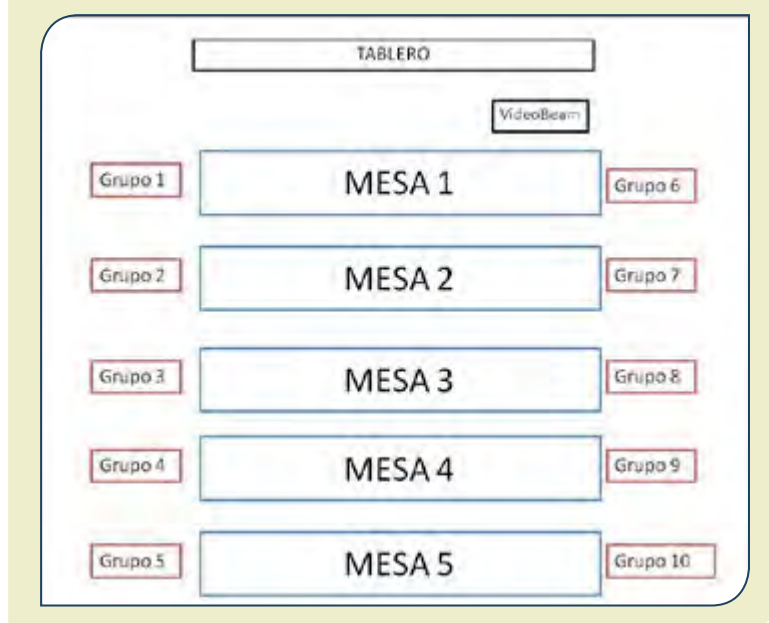 TABLERO
VideoBeam
Grupo 1
MESA 1
Grupo 6
Grupo 2
MESA 2
Grupo 7
Grupo 3
MESA 3
Grupo 8
Grupo 4
MESA 4
Grupo 9
Grupo 5
MESA 5
Grupo 10